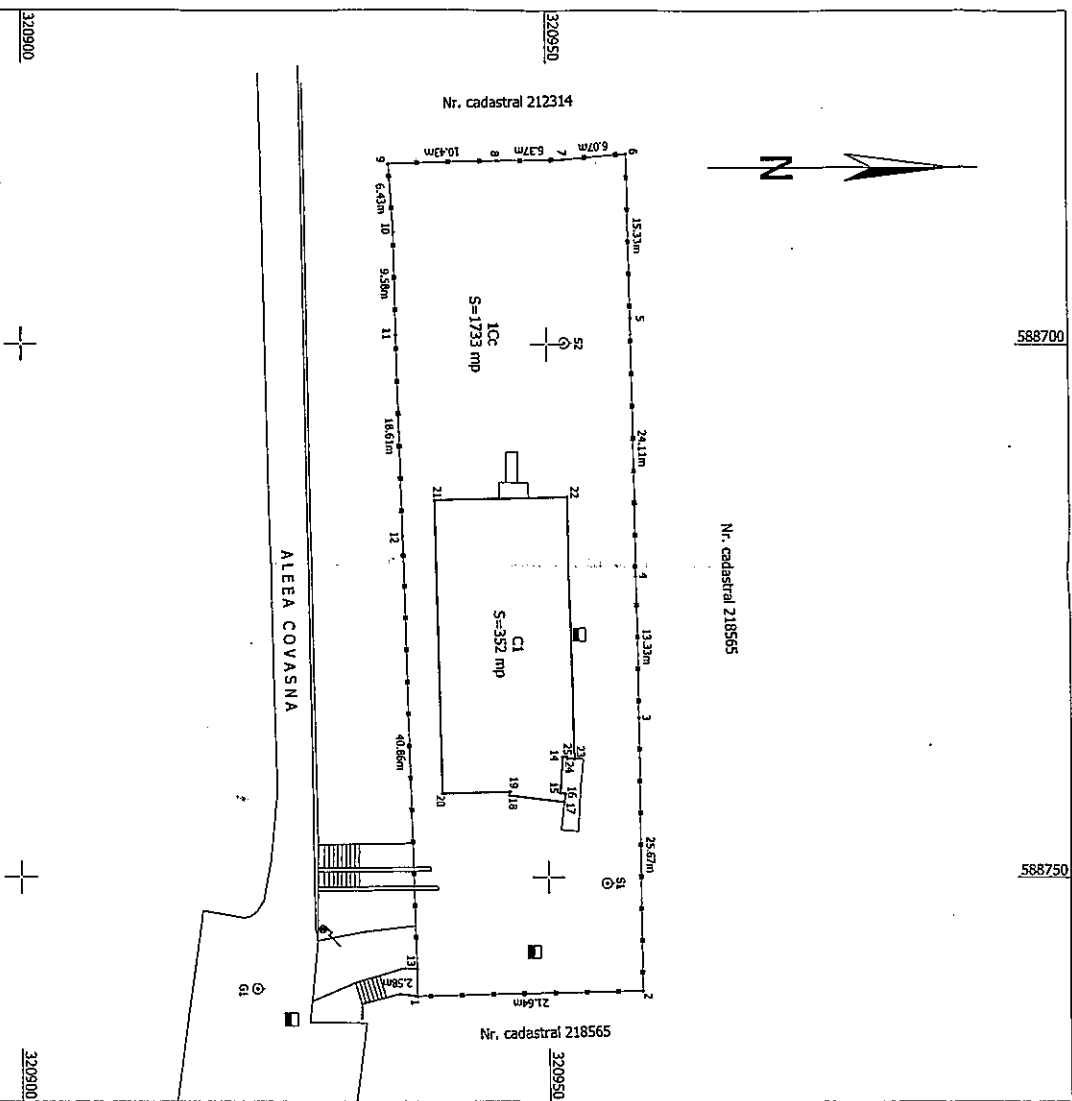 320900
320950
Nr. cadastral 212314
N
588700
6
6.07m
7
5.37m
8
10.43m
9
6.43m
10
9.58m
11
18.61m
12
40.86m
13
2.58m
1
21.64m
2
25.67m
3
13.33m
4
24.11m
5
15.33m
1Cc
S=1733 mp
S2
21
22
C1
S=352 mp
Nr. cadastral 218565
ALEEA COVASNA
23
25
24
14
15
16
17
19
18
20
S1
588750
G1
Nr. cadastral 218565
320900
320950